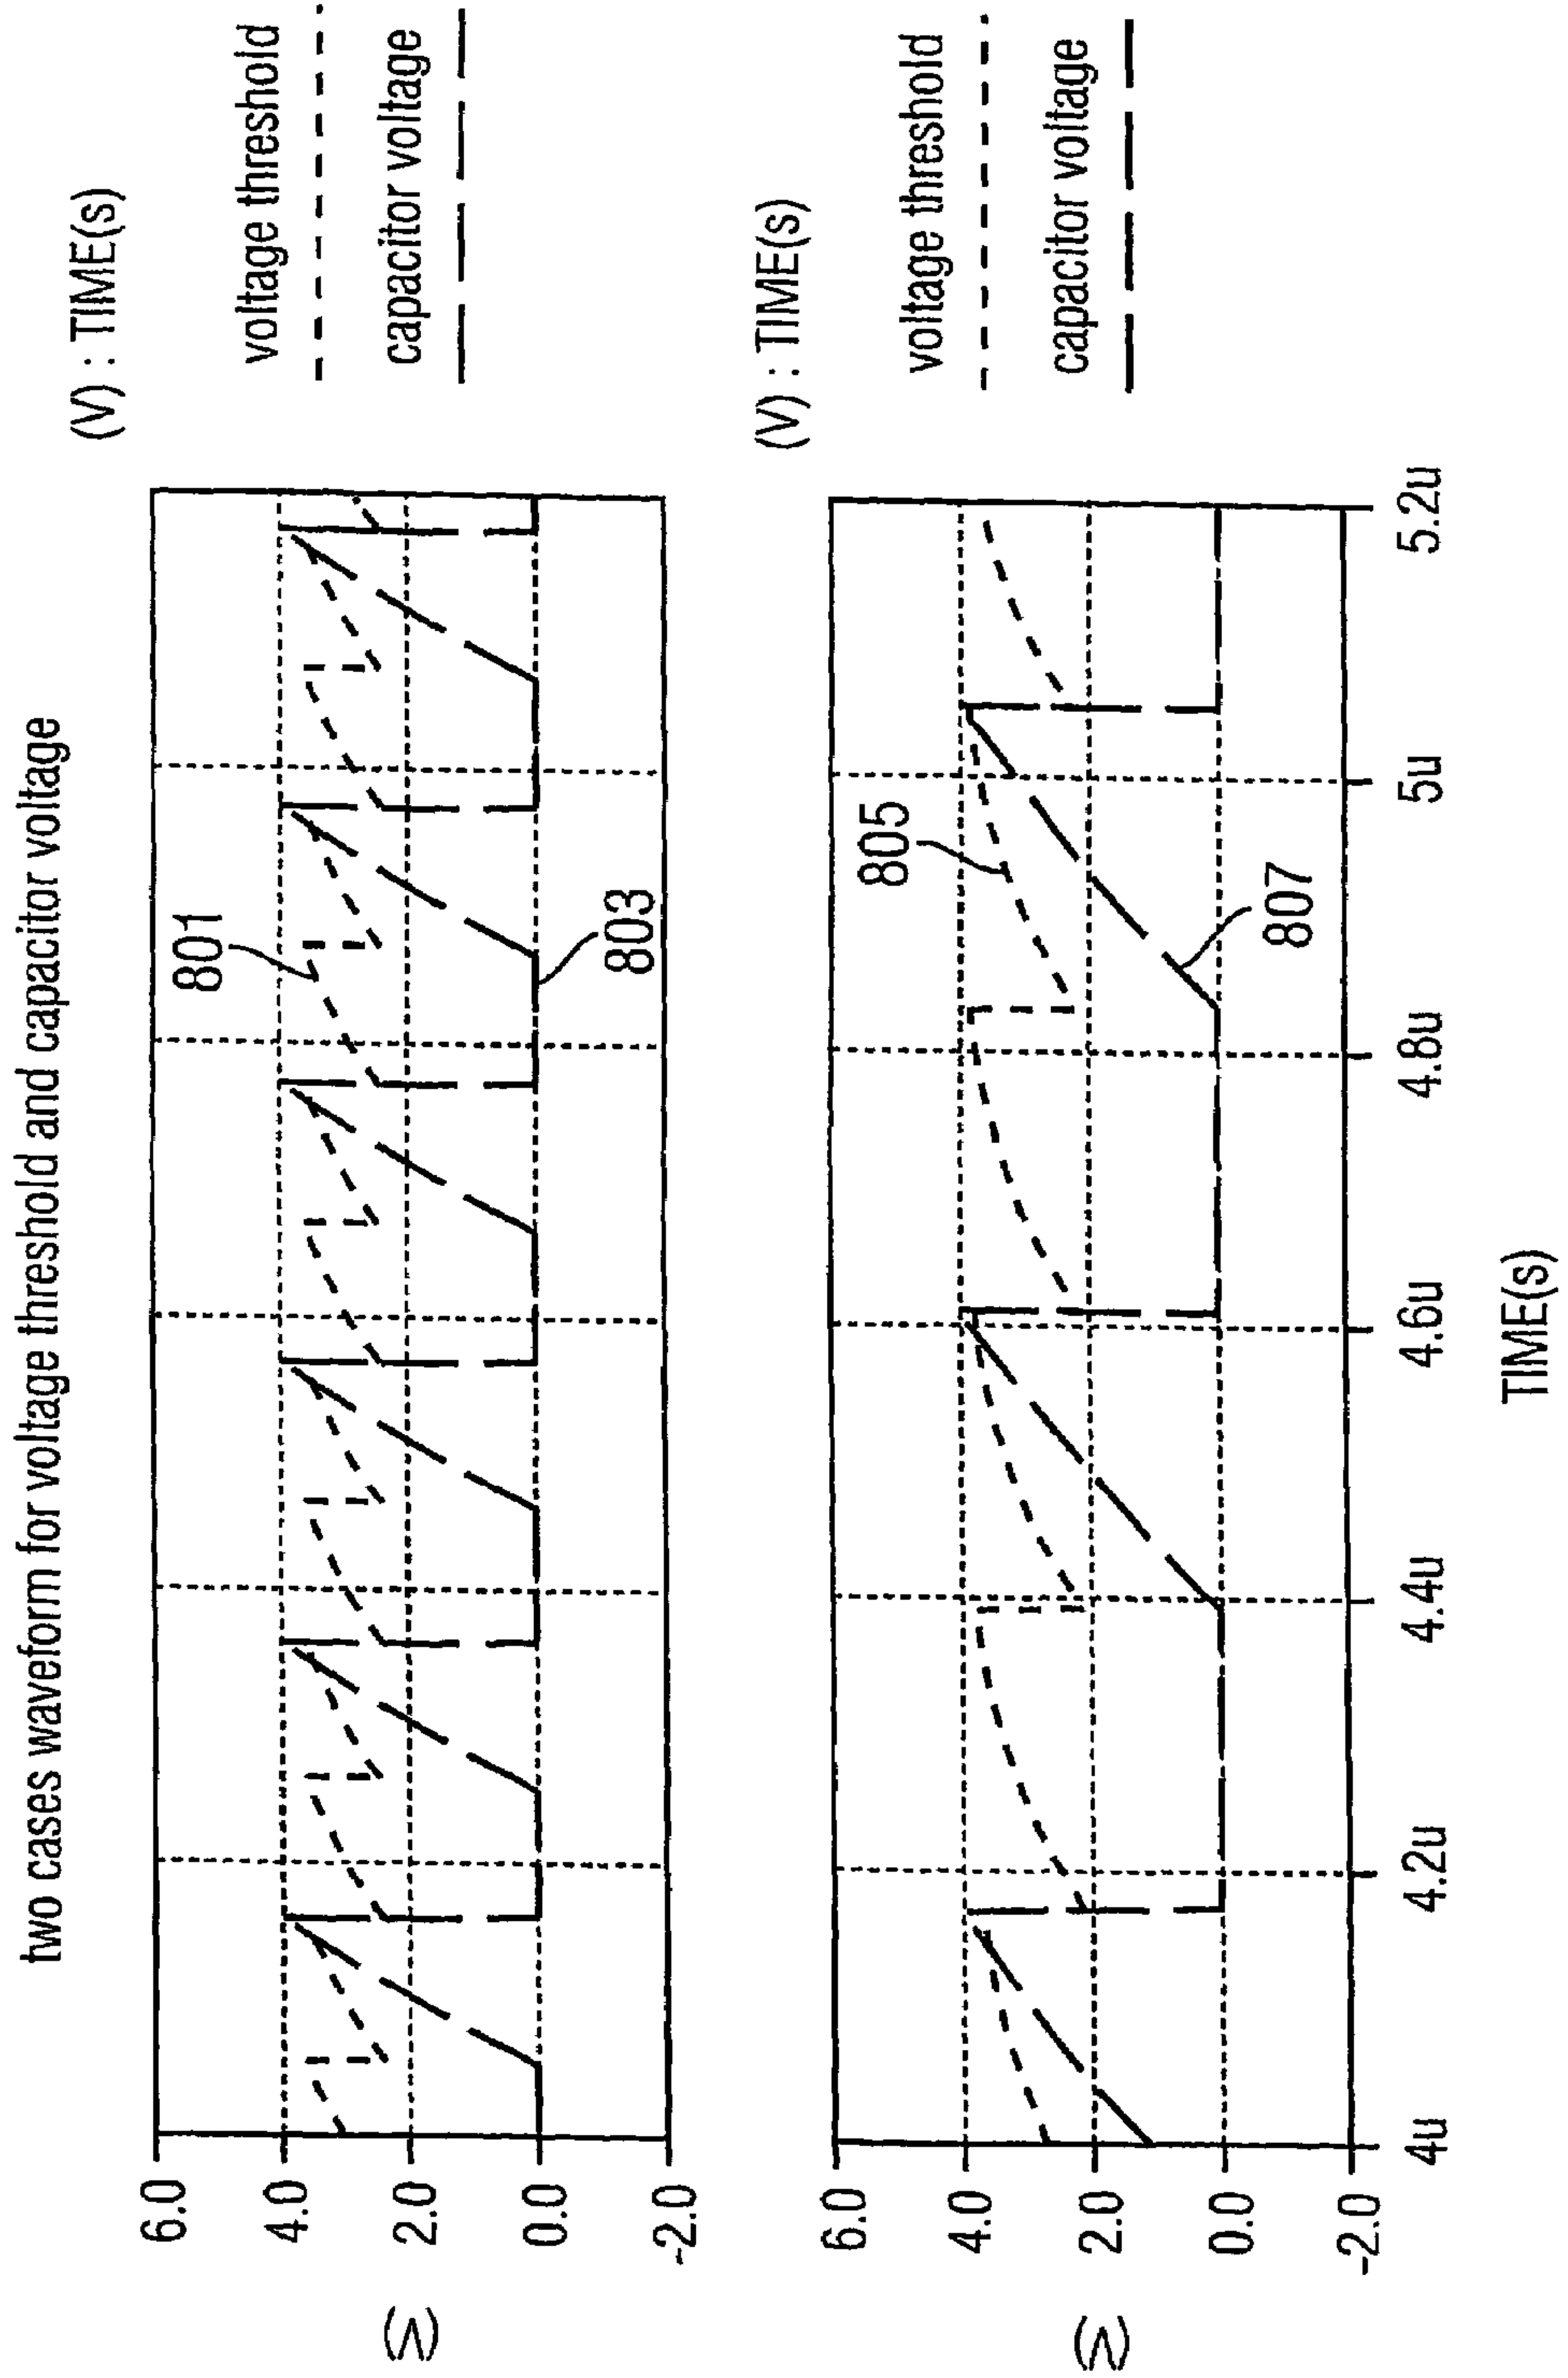 two cases waveform for voltage threshold and capacitor voltage
(V) : TIME(s)
voltage threshold
capacitor voltage
(V)
6.0
4.0
2.0
0.0
-2.0
801
803
(V) : TIME(s)
voltage threshold
capacitor voltage
(V)
6.0
4.0
2.0
0.0
-2.0
805
807
4u
4.2u
4.4u
4.6u
4.8u
5u
5.2u
TIME(s)